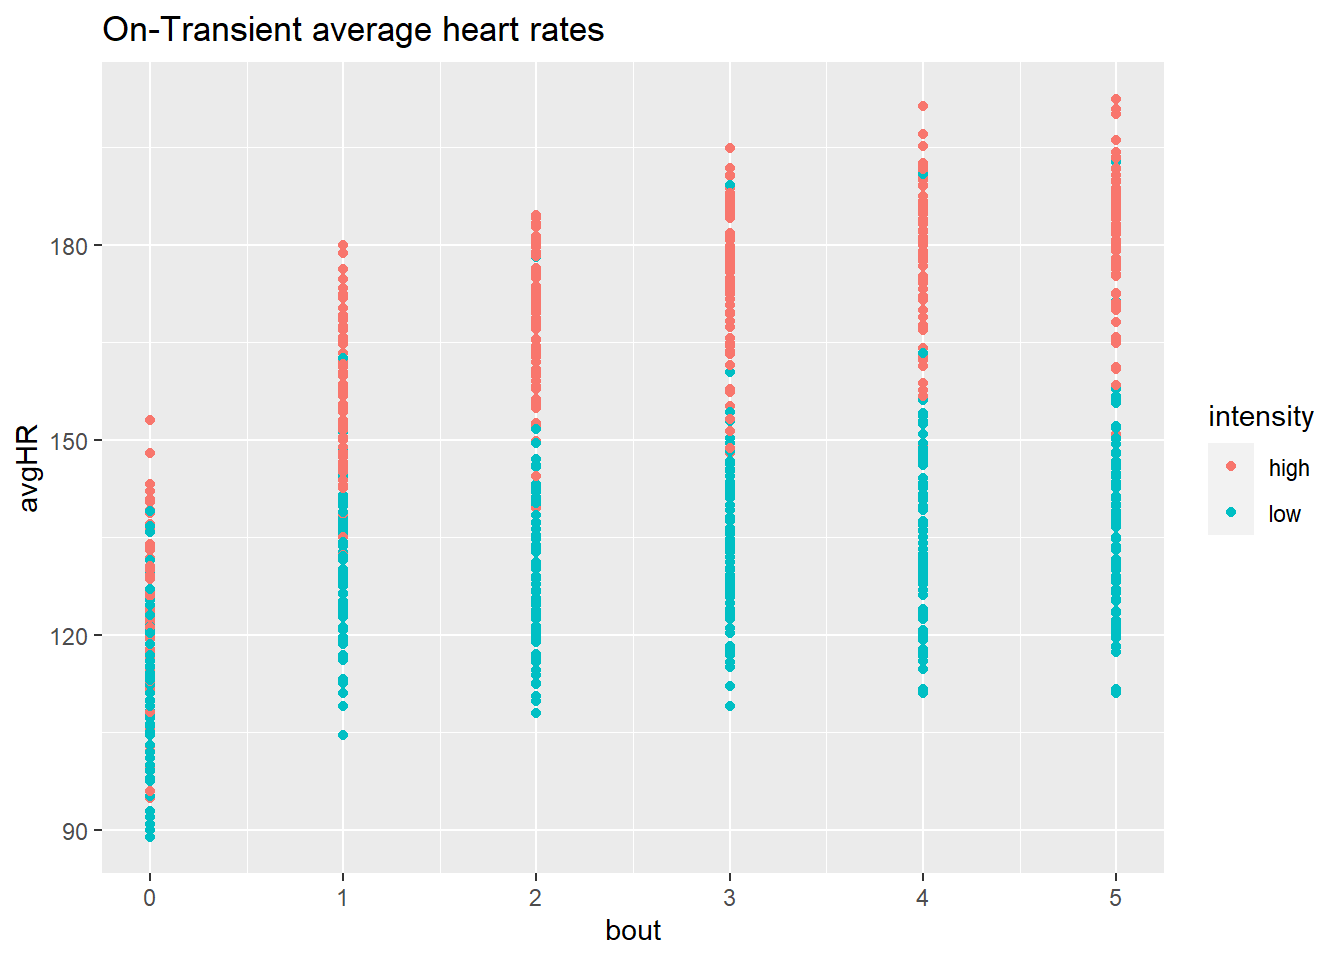 On-Transient average heart rates
avgHR
180
150
120
90
0 1 2 3 4 5
bout
intensity
high
low